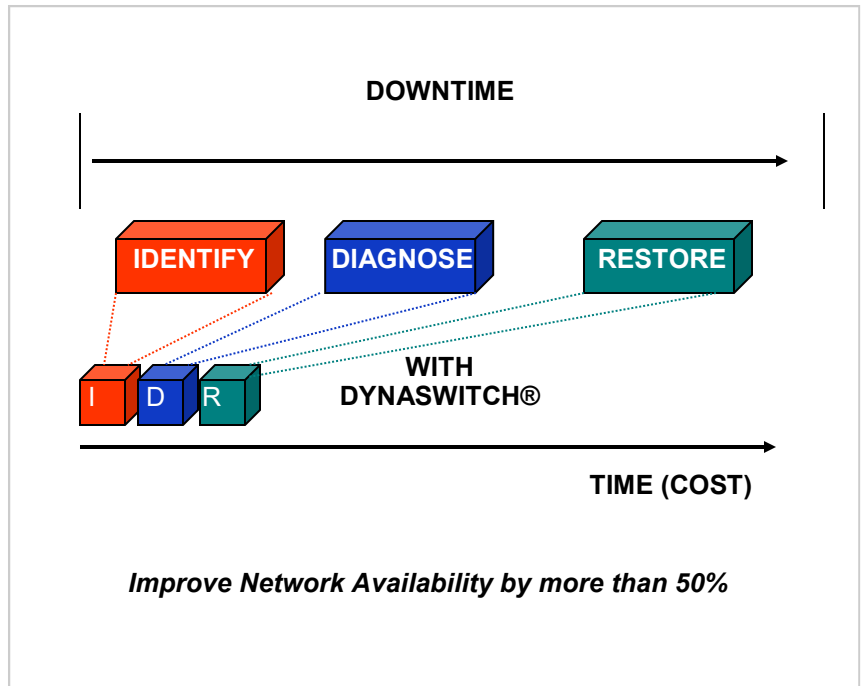 DOWNTIME
IDENTIFY
DIAGNOSE
RESTORE
WITH
DYNASWITCH®
I
D
R
TIME (COST)
Improve Network Availability by more than 50%